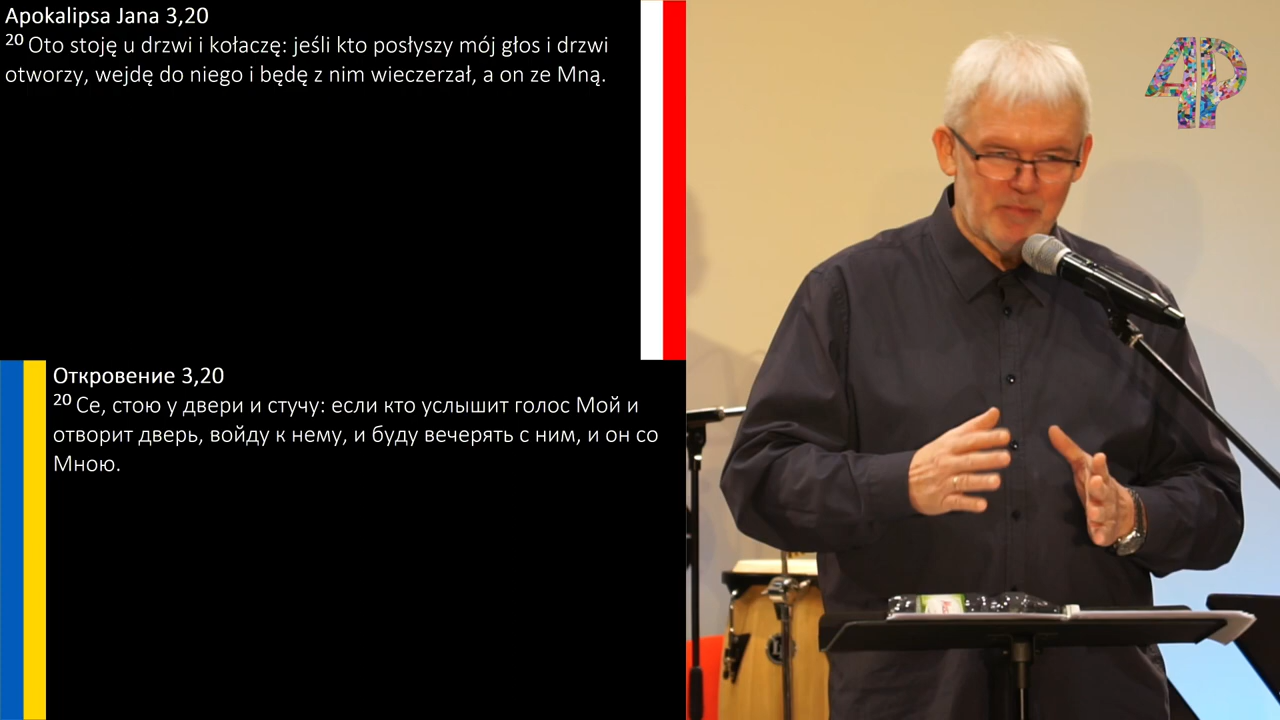 Apokalipsa Jana 3,20
20 Oto stoję u drzwi i kołaczę: jeśli kto posłyszy mój głos i drzwi
otworzy, wejdę do niego i będę z nim wieczerzał, a on ze Mną.
Откровение 3,20
20 Се, стою у двери и стучу: если кто услышит голос Мой и
отворит дверь, войду к нему, и буду вечерять с ним, и он со
Мною.
4P